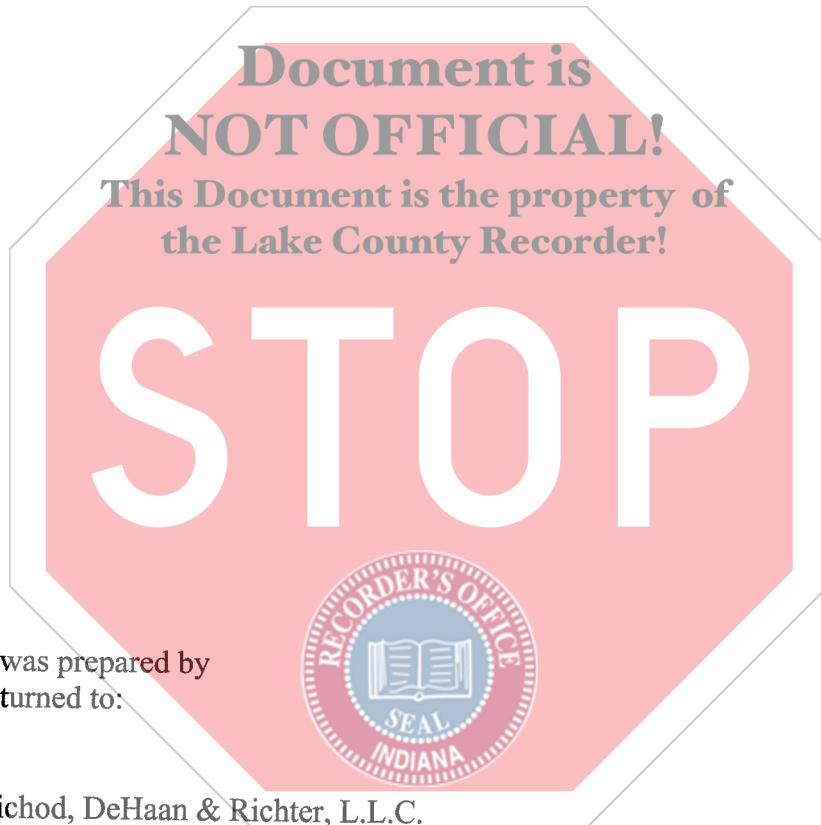 Document is
NOT OFFICIAL!
This Document is the property of
the Lake County Recorder!
STOP
RECORDER'S OFFICE
SEAL
INDIANA
was prepared by
turned to:
ichod, DeHaan & Richter, L.L.C.